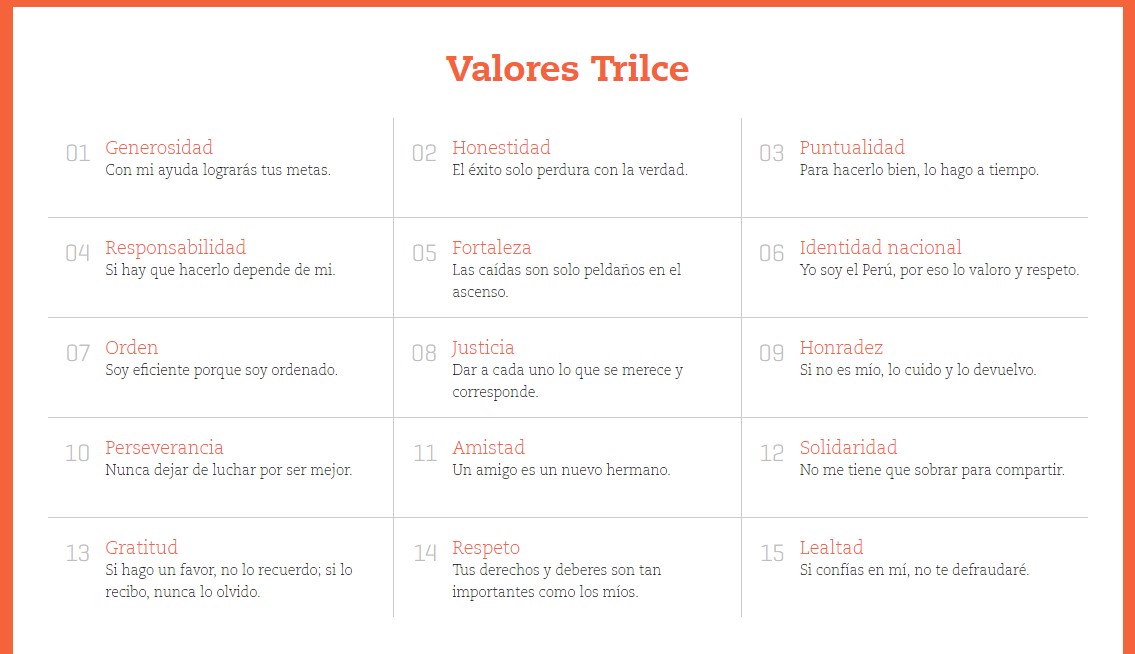 Valores Trilce
01 Generosidad
Con mi ayuda lograrás tus metas.
02 Honestidad
El éxito solo perdura con la verdad.
03 Puntualidad
Para hacerlo bien, lo hago a tiempo.
04 Responsabilidad
Si hay que hacerlo depende de mi.
05 Fortaleza
Las caídas son solo peldaños en el
ascenso.
06 Identidad nacional
Yo soy el Perú, por eso lo valoro y respeto.
07 Orden
Soy eficiente porque soy ordenado.
08 Justicia
Dar a cada uno lo que se merece y
corresponde.
09 Honradez
Si no es mío, lo cuido y lo devuelvo.
10 Perseverancia
Nunca dejar de luchar por ser mejor.
11 Amistad
Un amigo es un nuevo hermano.
12 Solidaridad
No me tiene que sobrar para compartir.
13 Gratitud
Si hago un favor, no lo recuerdo; si lo
recibo, nunca lo olvido.
14 Respeto
Tus derechos y deberes son tan
importantes como los míos.
15 Lealtad
Si confías en mí, no te defraudaré.